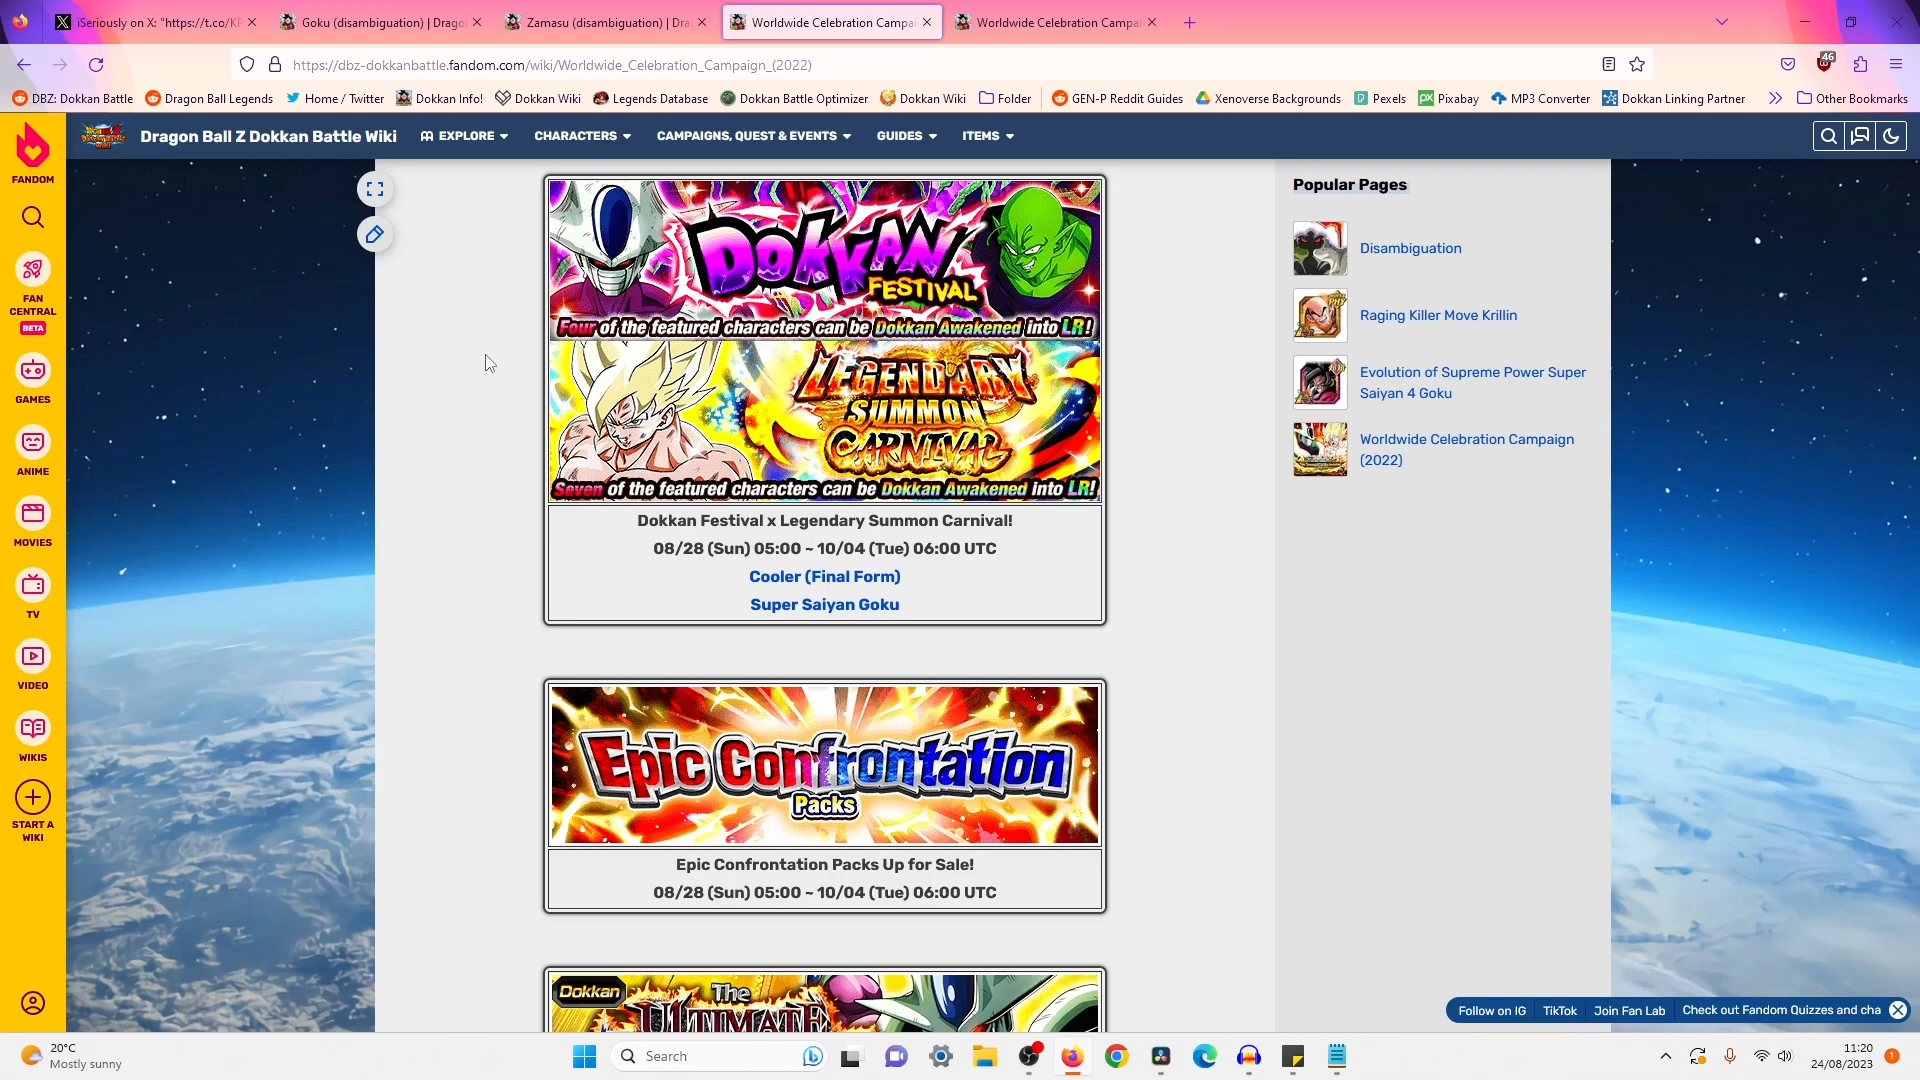 iSeriously on X: "https://t.co/KP
Goku (disambiguation) | Drago
Zamasu (disambiguation) | Dra
Worldwide Celebration Campai
Worldwide Celebration Campai
https://dbz-dokkanbattle.fandom.com/wiki/Worldwide_Celebration_Campaign_(2022)
46
DBZ: Dokkan Battle
Dragon Ball Legends
Home / Twitter
Dokkan Info!
Dokkan Wiki
Legends Database
Dokkan Battle Optimizer
Dokkan Wiki
Folder
GEN-P Reddit Guides
Xenoverse Backgrounds
Pexels
Pixabay
MP3 Converter
Dokkan Linking Partner
Other Bookmarks
FANDOM
FAN CENTRAL
BETA
GAMES
ANIME
MOVIES
TV
VIDEO
WIKIS
START A
WIKI
Dragon Ball Z Dokkan Battle Wiki
EXPLORE
CHARACTERS
CAMPAIGNS, QUEST & EVENTS
GUIDES
ITEMS
DOKKAN
FESTIVAL
Four of the featured characters can be Dokkan Awakened into LR!
LEGENDARY
SUMMON
CARNIVAL
Seven of the featured characters can be Dokkan Awakened into LR!
Dokkan Festival x Legendary Summon Carnival!
08/28 (Sun) 05:00 ~ 10/04 (Tue) 06:00 UTC
Cooler (Final Form)
Super Saiyan Goku
Epic Confrontation
Packs
Epic Confrontation Packs Up for Sale!
08/28 (Sun) 05:00 ~ 10/04 (Tue) 06:00 UTC
Dokkan
The
ULTIMATE
Popular Pages
Disambiguation
Raging Killer Move Krillin
Evolution of Supreme Power Super
Saiyan 4 Goku
Worldwide Celebration Campaign
(2022)
Follow on IG
TikTok
Join Fan Lab
Check out Fandom Quizzes and cha
20°C
Mostly sunny
Search
11:20
24/08/2023
1